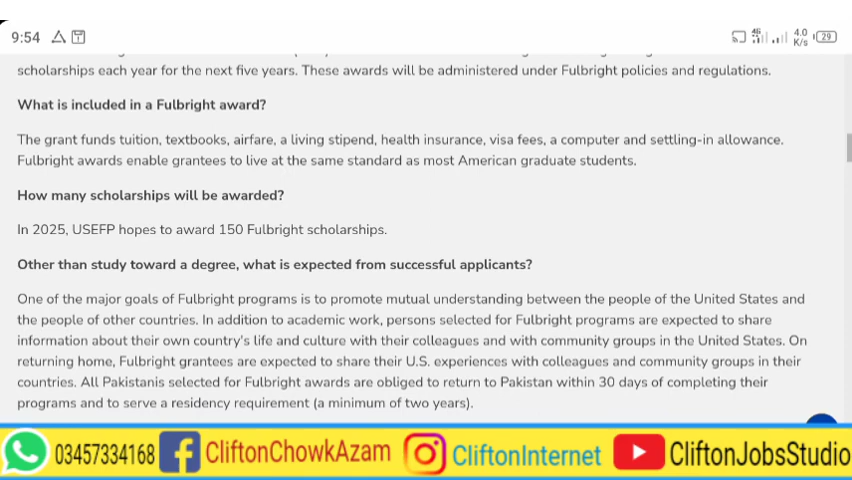 9:54
4G 4.0 K/s 29
scholarships each year for the next five years. These awards will be administered under Fulbright policies and regulations.
What is included in a Fulbright award?
The grant funds tuition, textbooks, airfare, a living stipend, health insurance, visa fees, a computer and settling-in allowance.
Fulbright awards enable grantees to live at the same standard as most American graduate students.
How many scholarships will be awarded?
In 2025, USEFP hopes to award 150 Fulbright scholarships.
Other than study toward a degree, what is expected from successful applicants?
One of the major goals of Fulbright programs is to promote mutual understanding between the people of the United States and
the people of other countries. In addition to academic work, persons selected for Fulbright programs are expected to share
information about their own country's life and culture with their colleagues and with community groups in the United States. On
returning home, Fulbright grantees are expected to share their U.S. experiences with colleagues and community groups in their
countries. All Pakistanis selected for Fulbright awards are obliged to return to Pakistan within 30 days of completing their
programs and to serve a residency requirement (a minimum of two years).
03457334168 CliftonChowkAzam CliftonInternet CliftonJobsStudio